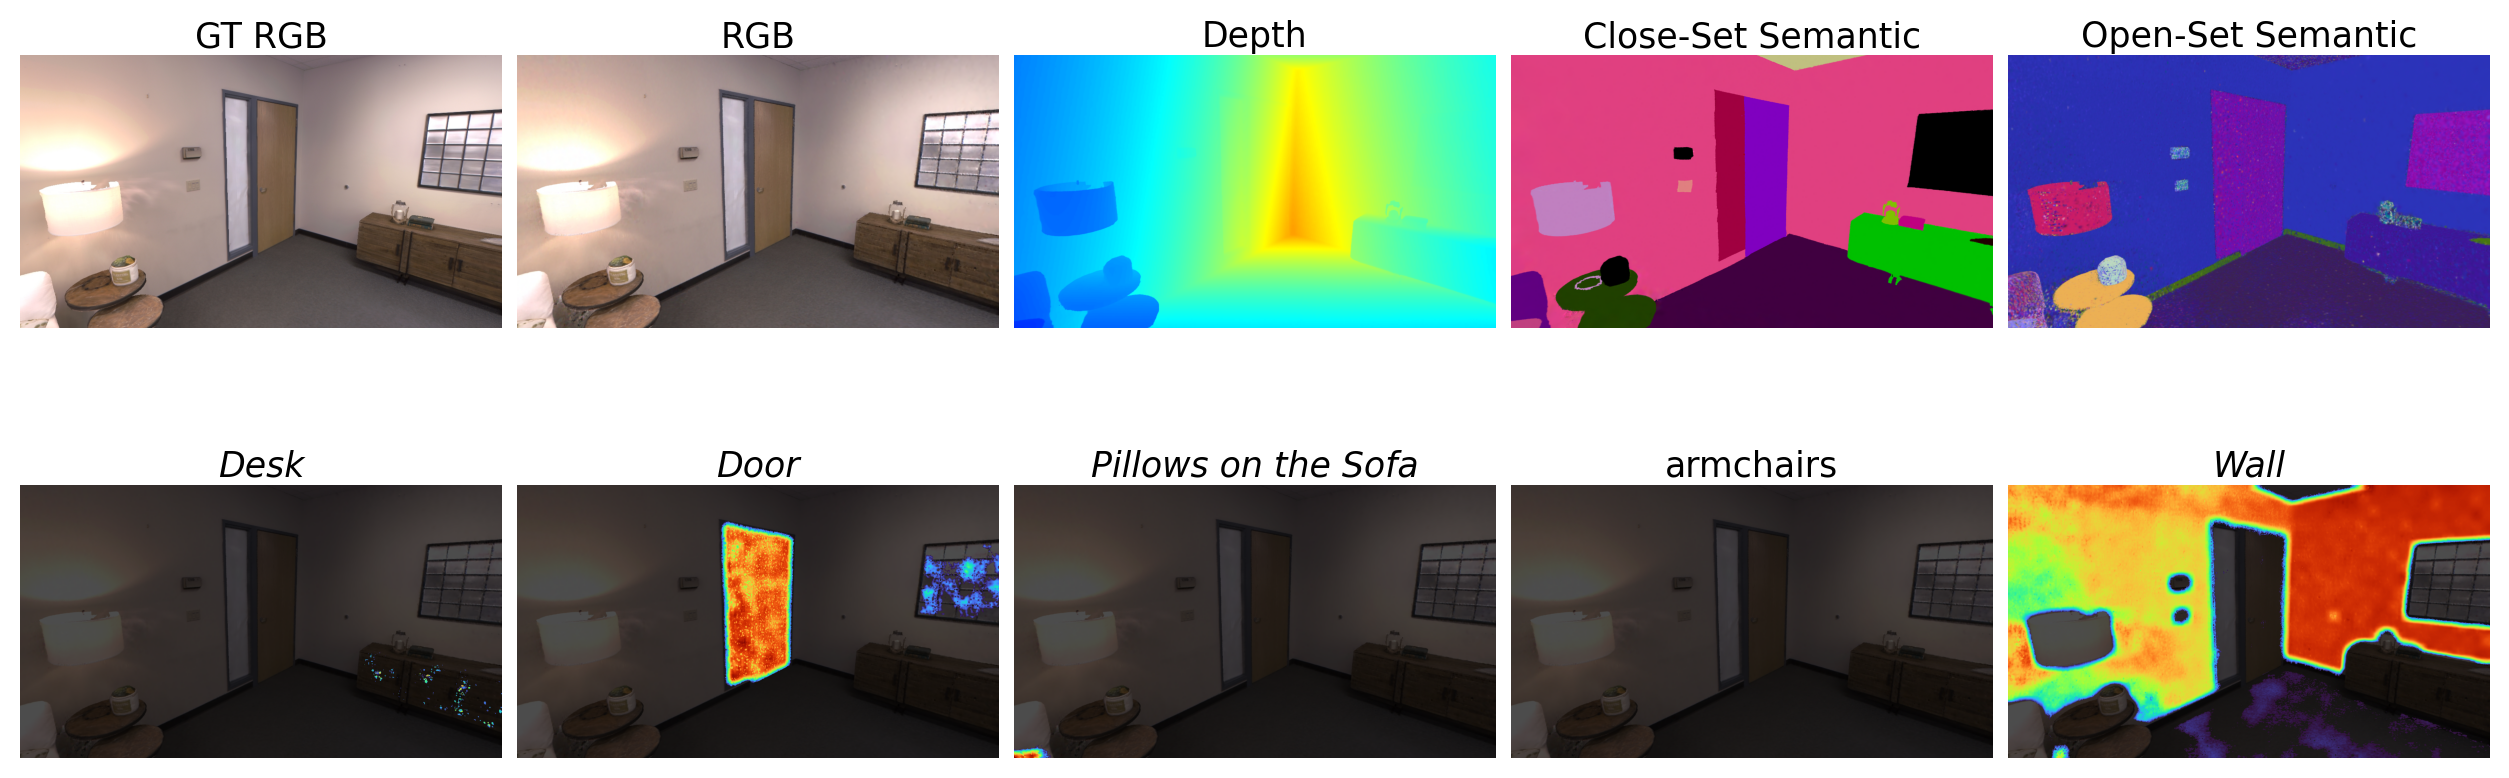 GT RGB
RGB
Depth
Close-Set Semantic
Open-Set Semantic
Desk
Door
Pillows on the Sofa
armchairs
Wall